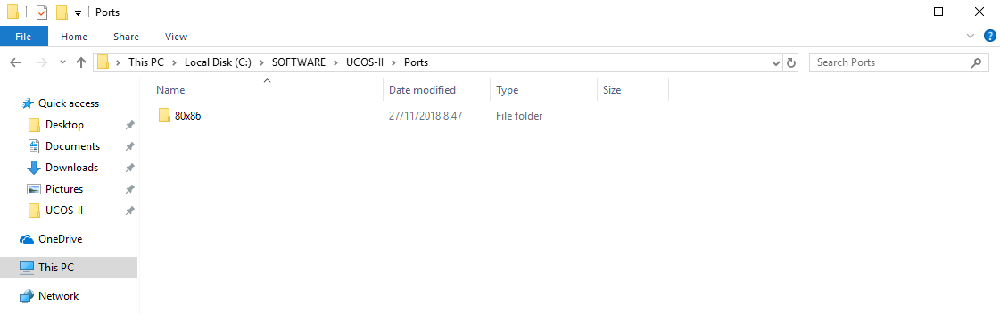 Ports
File Home Share View
This PC Local Disk (C:) SOFTWARE UCOS-II Ports Search Ports
Name Date modified Type Size
Quick access
Desktop
Documents
Downloads
Pictures
UCOS-II
OneDrive
This PC
Network
80x86 27/11/2018 8.47 File folder